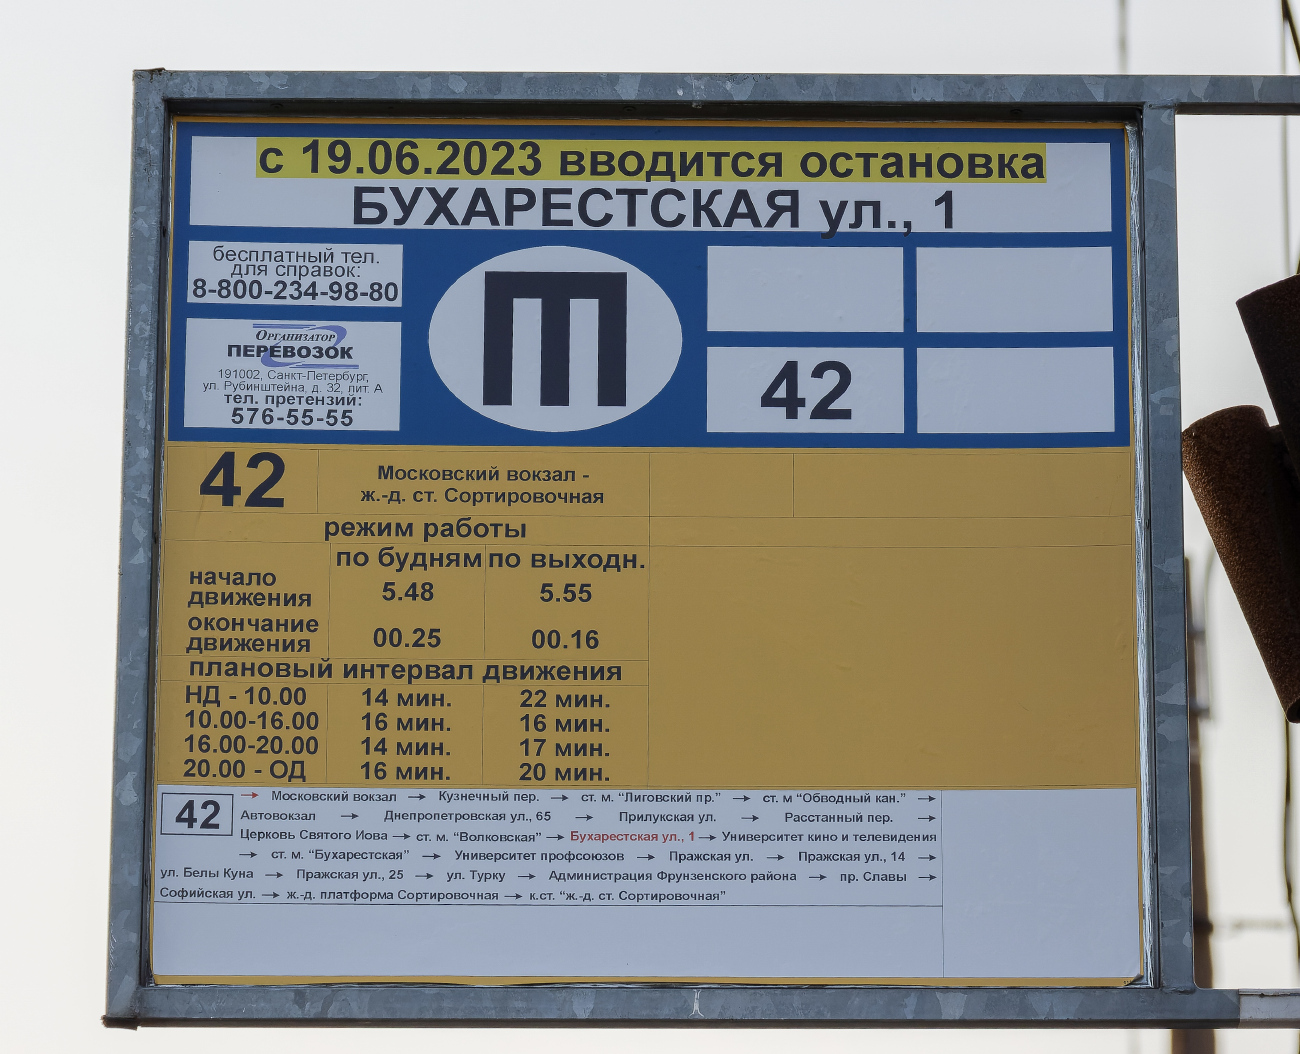 с 19.06.2023 вводится остановка
БУХАРЕСТСКАЯ ул., 1
бесплатный тел.
для справок:
8-800-234-98-80
ОРГАНИЗАТОР
ПЕРЕВОЗОК
191002, Санкт-Петербург,
ул. Рубинштейна, д. 32, лит. А
тел. претензий:
576-55-55
Ш
42
42
Московский вокзал -
ж.-д. ст. Сортировочная
режим работы
по будням по выходн.
начало
движения 5.48 5.55
окончание
движения 00.25 00.16
плановый интервал движения
НД - 10.00 14 мин. 22 мин.
10.00-16.00 16 мин. 16 мин.
16.00-20.00 14 мин. 17 мин.
20.00 - ОД 16 мин. 20 мин.
42
→ Московский вокзал → Кузнечный пер. → ст. м. “Лиговский пр.” → ст. м “Обводный кан.” →
Автовокзал → Днепропетровская ул., 65 → Прилукская ул. → Расстанный пер. →
Церковь Святого Иова → ст. м. “Волковская” → Бухарестская ул., 1 → Университет кино и телевидения
→ ст. м. “Бухарестская” → Университет профсоюзов → Пражская ул. → Пражская ул., 14 →
ул. Белы Куна → Пражская ул., 25 → ул. Турку → Администрация Фрунзенского района → пр. Славы →
Софийская ул. → ж.-д. платформа Сортировочная → к.ст. “ж.-д. ст. Сортировочная”